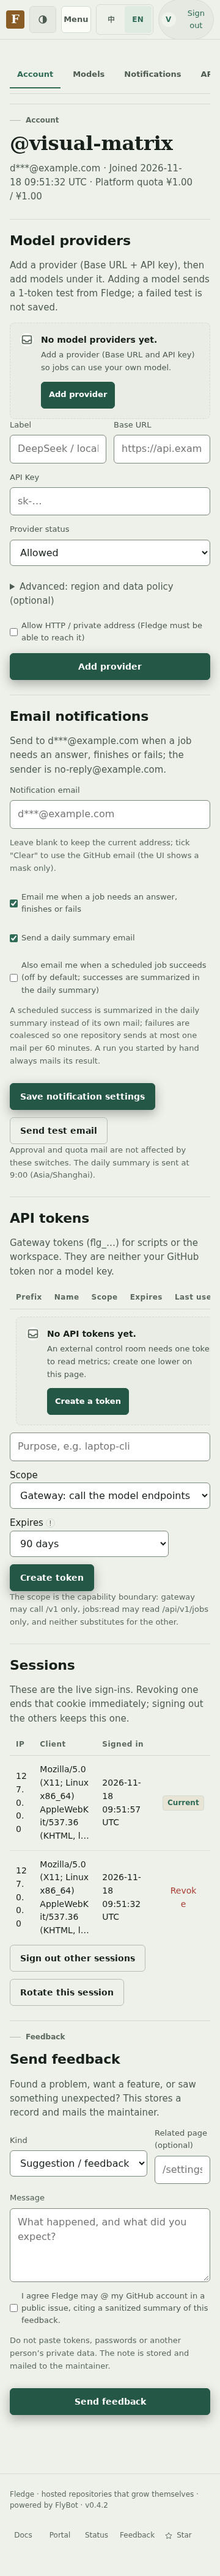 F
Menu
中
EN
V
Sign
out
Account
Models
Notifications
AP
Account
@visual-matrix
d***@example.com · Joined 2026-11-
18 09:51:32 UTC · Platform quota ¥1.00
/ ¥1.00
Model providers
Add a provider (Base URL + API key), then
add models under it. Adding a model sends
a 1-token test from Fledge; a failed test is
not saved.
No model providers yet.
Add a provider (Base URL and API key)
so jobs can use your own model.
Add provider
Label
Base URL
DeepSeek / local
https://api.exam
API Key
sk-...
Provider status
Allowed
Advanced: region and data policy
(optional)
Allow HTTP / private address (Fledge must be
able to reach it)
Add provider
Email notifications
Send to d***@example.com when a job
needs an answer, finishes or fails; the
sender is no-reply@example.com.
Notification email
d***@example.com
Leave blank to keep the current address; tick
"Clear" to use the GitHub email (the UI shows a
mask only).
Email me when a job needs an answer,
finishes or fails
Send a daily summary email
Also email me when a scheduled job succeeds
(off by default; successes are summarized in
the daily summary)
A scheduled success is summarized in the daily
summary instead of its own mail; failures are
coalesced so one repository sends at most one
mail per 60 minutes. A run you started by hand
always mails its result.
Save notification settings
Send test email
Approval and quota mail are not affected by
these switches. The daily summary is sent at
9:00 (Asia/Shanghai).
API tokens
Gateway tokens (flg_...) for scripts or the
workspace. They are neither your GitHub
token nor a model key.
Prefix
Name
Scope
Expires
Last use
No API tokens yet.
An external control room needs one toke
to read metrics; create one lower on
this page.
Create a token
Purpose, e.g. laptop-cli
Scope
Gateway: call the model endpoints
Expires
90 days
Create token
The scope is the capability boundary: gateway
may call /v1 only, jobs:read may read /api/v1/jobs
only, and neither substitutes for the other.
Sessions
These are the live sign-ins. Revoking one
ends that cookie immediately; signing out
the others keeps this one.
IP
Client
Signed in
12
7.
0.
0.
0
Mozilla/5.0
(X11; Linux
x86_64)
AppleWebK
it/537.36
(KHTML, l...
2026-11-
18
09:51:57
UTC
Current
12
7.
0.
0.
0
Mozilla/5.0
(X11; Linux
x86_64)
AppleWebK
it/537.36
(KHTML, l...
2026-11-
18
09:51:32
UTC
Revok
e
Sign out other sessions
Rotate this session
Feedback
Send feedback
Found a problem, want a feature, or saw
something unexpected? This stores a
record and mails the maintainer.
Kind
Related page
(optional)
Suggestion / feedback
/settings
Message
What happened, and what did you
expect?
I agree Fledge may @ my GitHub account in a
public issue, citing a sanitized summary of this
feedback.
Do not paste tokens, passwords or another
person's private data. The note is stored and
mailed to the maintainer.
Send feedback
Fledge · hosted repositories that grow themselves ·
powered by FlyBot · v0.4.2
Docs
Portal
Status
Feedback
Star